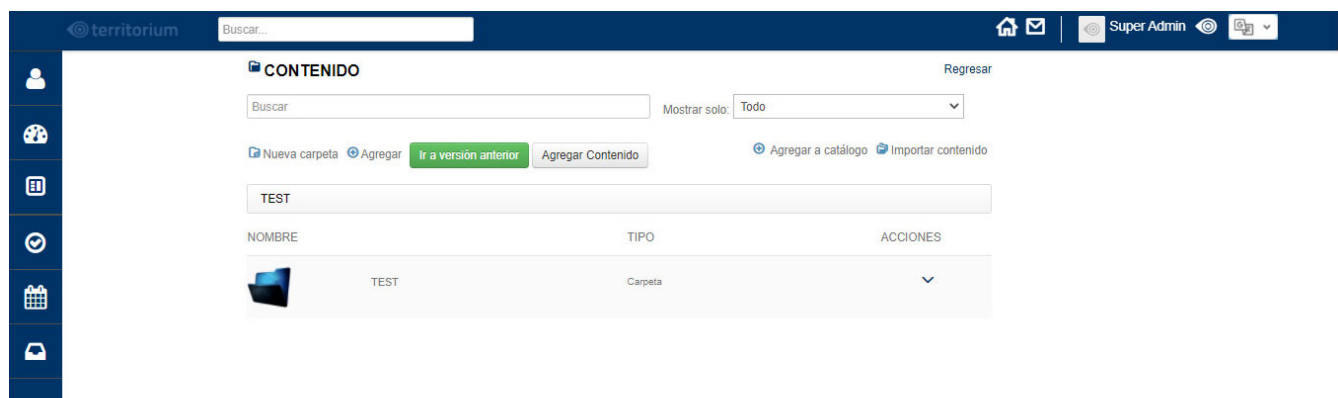 territorium Buscar... Super Admin
CONTENIDO Regresar
Buscar Mostrar solo: Todo
Nueva carpeta Agregar Ir a versión anterior Agregar Contenido Agregar a catálogo Importar contenido
TEST
NOMBRE TIPO ACCIONES
TEST Carpeta